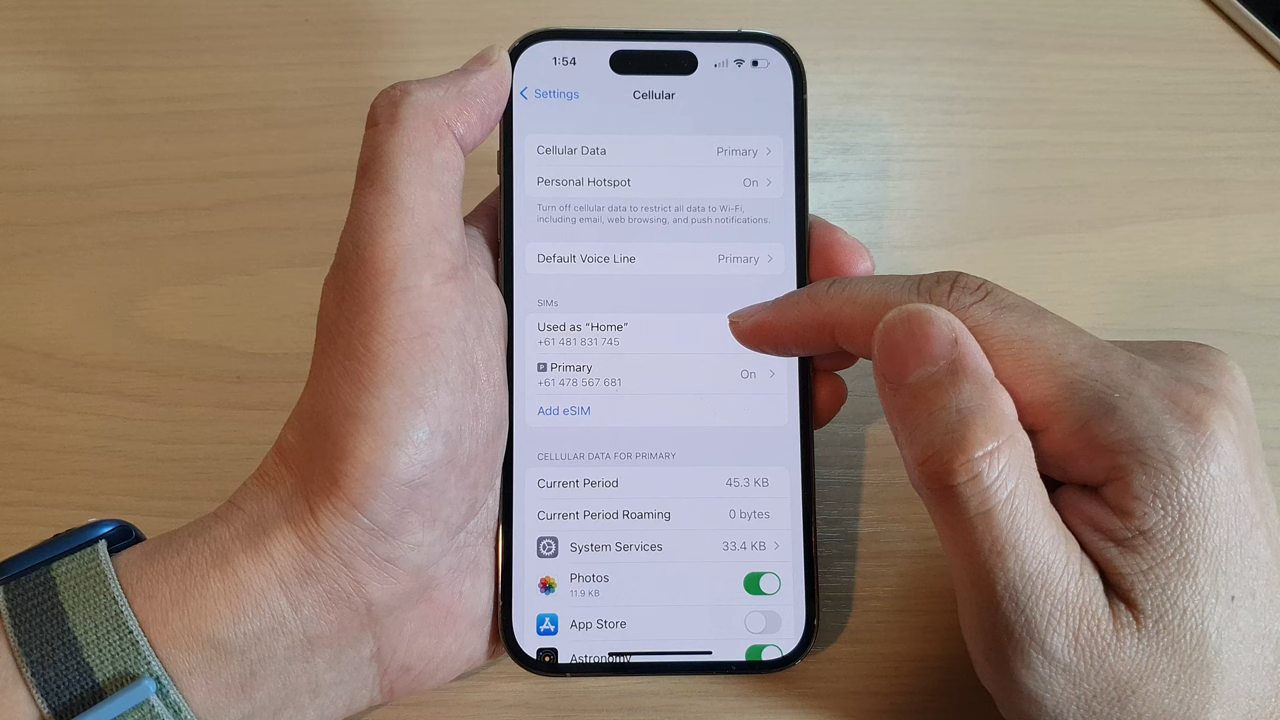 1:54
Settings
Cellular
Cellular Data Primary
Personal Hotspot On
Turn off cellular data to restrict all data to Wi-Fi,
including email, web browsing, and push notifications.
Default Voice Line Primary
SIMs
Used as “Home”
+61 481 831 745
P Primary
+61 478 567 681
On
Add eSIM
CELLULAR DATA FOR PRIMARY
Current Period 45.3 KB
Current Period Roaming 0 bytes
System Services 33.4 KB
Photos
11.9 KB
App Store
Astronomy